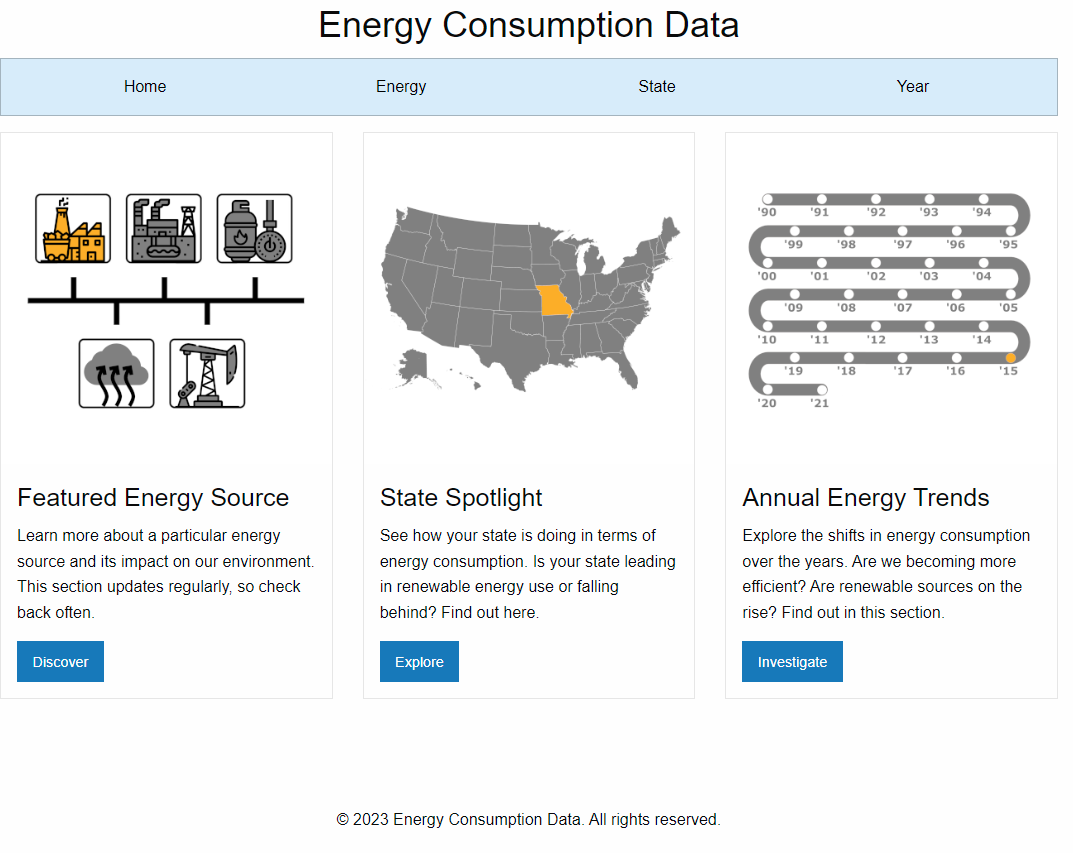 Energy Consumption Data
Home Energy State Year
'90 '91 '92 '93 '94
'99 '98 '97 '96 '95
'00 '01 '02 '03 '04
'09 '08 '07 '06 '05
'10 '11 '12 '13 '14
'19 '18 '17 '16 '15
'20 '21
Featured Energy Source
Learn more about a particular energy
source and its impact on our environment.
This section updates regularly, so check
back often.
Discover
State Spotlight
See how your state is doing in terms of
energy consumption. Is your state leading
in renewable energy use or falling
behind? Find out here.
Explore
Annual Energy Trends
Explore the shifts in energy consumption
over the years. Are we becoming more
efficient? Are renewable sources on the
rise? Find out in this section.
Investigate
© 2023 Energy Consumption Data. All rights reserved.